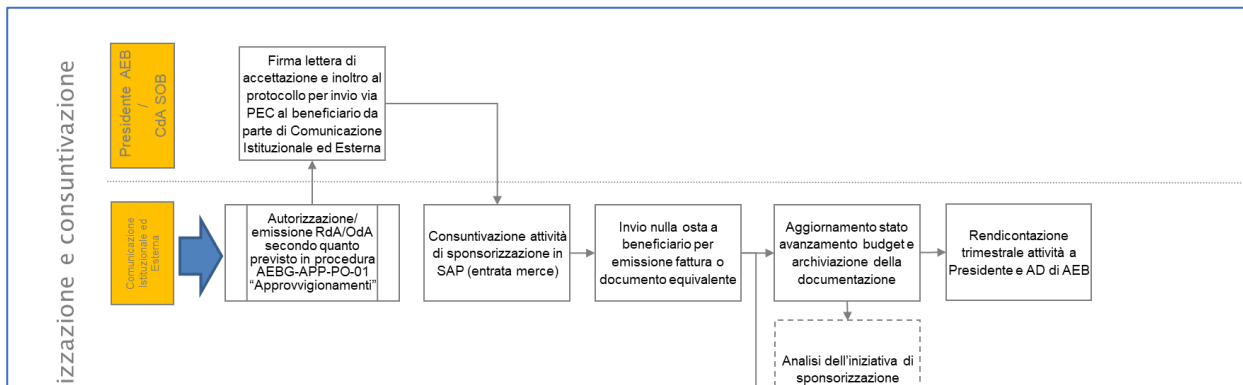 izzazione e consuntivazione
Presidente AEB
/
CdA SOB
Firma lettera di
accettazione e inoltro al
protocollo per invio via
PEC al beneficiario da
parte di Comunicazione
Istituzionale ed Esterna
Comunicazione
Istituzionale ed
Esterna
Autorizzazione/
emissione RdA/OdA
secondo quanto
previsto in procedura
AEBG-APP-PO-01
“Approvvigionamenti”
Consuntivazione attività
di sponsorizzazione in
SAP (entrata merce)
Invio nulla osta a
beneficiario per
emissione fattura o
documento equivalente
Aggiornamento stato
avanzamento budget e
archiviazione della
documentazione
Rendicontazione
trimestrale attività a
Presidente e AD di AEB
Analisi dell’iniziativa di
sponsorizzazione